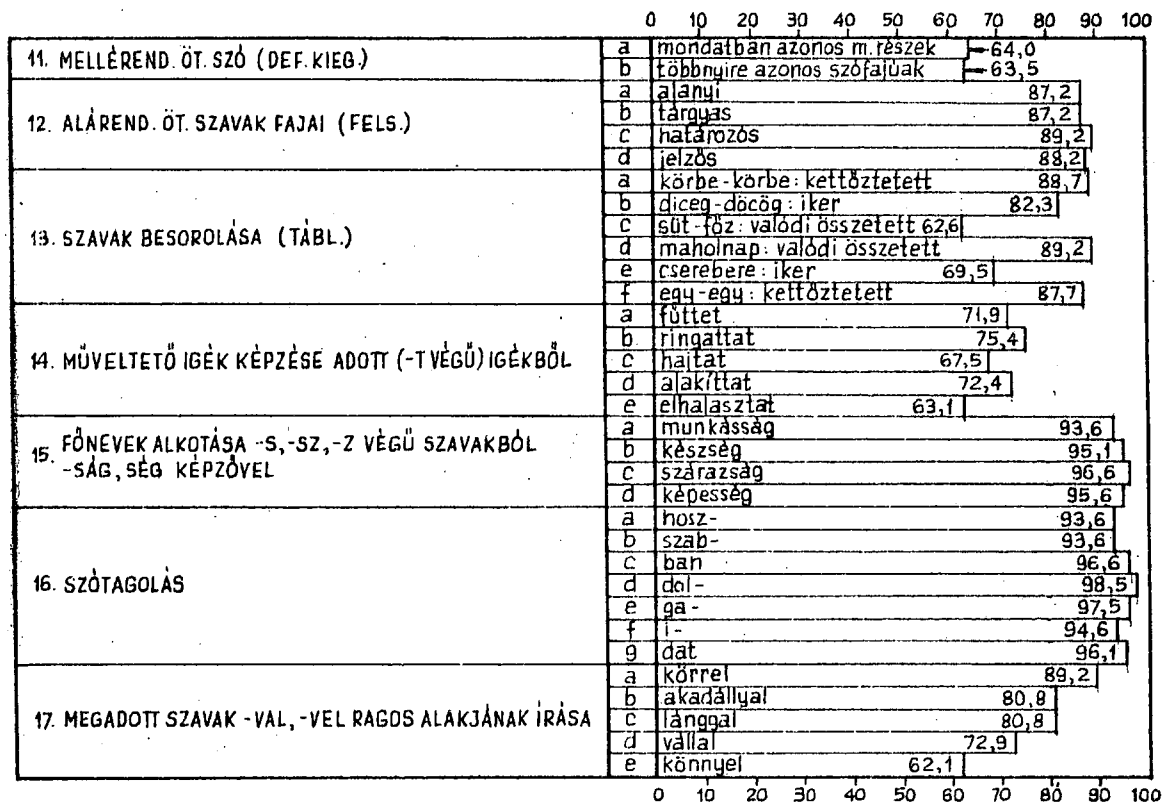 0 10 20 30 40 50 60 70 80 90 100
11. MELLÉREND. ÖT. SZÓ (DEF. KIEG.)
a mondatban azonos m. részek 64,0
b többnyire azonos szófajúak 63,5
12. ALÁREND. ÖT. SZAVAK FAJAI (FELS.)
a alanyi 87,2
b tárgyas 87,2
c határozós 89,2
d jelzős 88,2
13. SZAVAK BESOROLÁSA (TÁBL.)
a körbe-körbe: kettőztetett 88,7
b diceg-döcög: iker 82,3
c süt-főz: valódi összetett 62,6
d maholnap: valódi összetett 89,2
e cserebere: iker 69,5
f egy-egy: kettőztetett 87,7
14. MŰVELTETŐ IGÉK KÉPZÉSE ADOTT (-T VÉGŰ) IGÉKBŐL
a fűttet 71,9
b ringattat 75,4
c hajtat 67,5
d alakíttat 72,4
e elhalasztat 63,1
15. FŐNEVEK ALKOTÁSA -S, -SZ, -Z VÉGŰ SZAVAKBÓL
-SÁG, SÉG KÉPZŐVEL
a munkásság 93,6
b készség 95,1
c szárazság 96,6
d képesség 95,6
16. SZÓTAGOLÁS
a hosz- 93,6
b szab- 93,6
c ban 96,6
d dol- 98,5
e ga- 97,5
f i- 94,6
g dat 96,1
17. MEGADOTT SZAVAK -VAL, -VEL RAGOS ALAKJÁNAK ÍRÁSA
a körrel 89,2
b akadállyal 80,8
c lánggal 80,8
d vállal 72,9
e könnyel 62,1
0 10 20 30 40 50 60 70 80 90 100